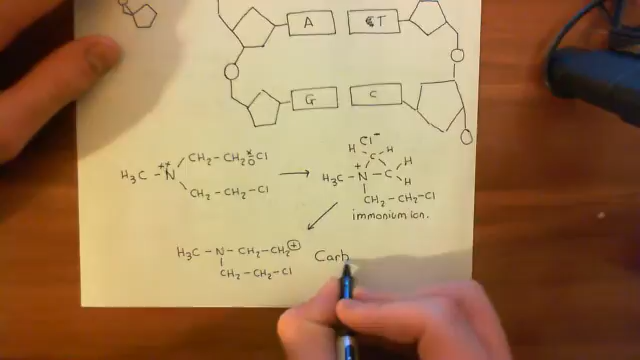 A CT
G C
H₃C – N – CH₂ – CH₂ Cl
CH₂ – CH₂ – Cl
Cl⁻
H C H
H₃C – N⁺ – C H
H
CH₂ – CH₂ – Cl
immonium ion.
H₃C – N – CH₂ – CH₂⊕
CH₂ – CH₂ – Cl
Carb